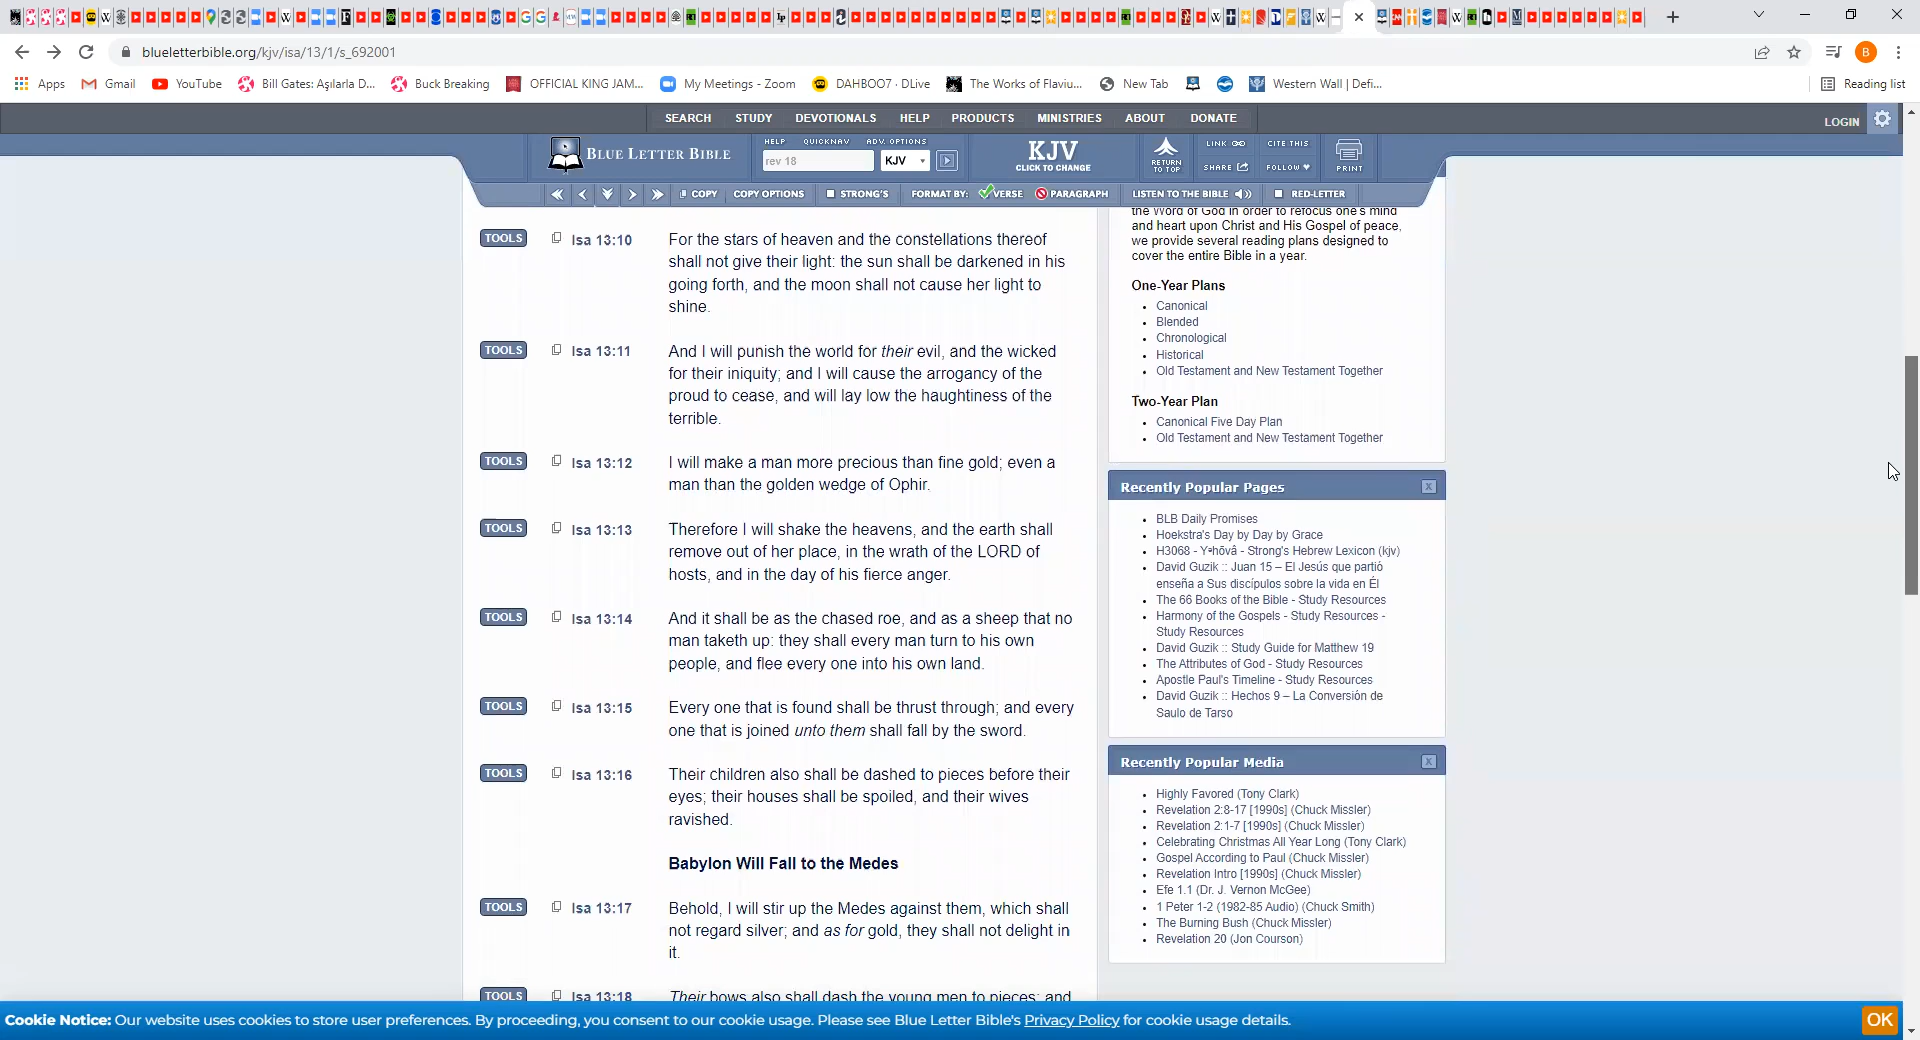 blueletterbible.org/kjv/isa/13/1/s_692001
B
Apps
Gmail
YouTube
Bill Gates: Aşılarla D...
Buck Breaking
OFFICIAL KING JAM...
My Meetings - Zoom
DAHBOO7 · DLive
The Works of Flaviu...
New Tab
Western Wall | Defi...
Reading list
SEARCH STUDY DEVOTIONALS HELP PRODUCTS MINISTRIES ABOUT DONATE
LOGIN
BLUE LETTER BIBLE
HELP QUICKNAV ADV. OPTIONS
rev 18 KJV
KJV
CLICK TO CHANGE
RETURN
TO TOP
LINK
SHARE
CITE THIS
FOLLOW
PRINT
COPY COPY OPTIONS STRONG'S FORMAT BY: VERSE PARAGRAPH LISTEN TO THE BIBLE RED-LETTER
TOOLS Isa 13:10 For the stars of heaven and the constellations thereof
shall not give their light: the sun shall be darkened in his
going forth, and the moon shall not cause her light to
shine.
TOOLS Isa 13:11 And I will punish the world for their evil, and the wicked
for their iniquity; and I will cause the arrogancy of the
proud to cease, and will lay low the haughtiness of the
terrible.
TOOLS Isa 13:12 I will make a man more precious than fine gold; even a
man than the golden wedge of Ophir.
TOOLS Isa 13:13 Therefore I will shake the heavens, and the earth shall
remove out of her place, in the wrath of the LORD of
hosts, and in the day of his fierce anger.
TOOLS Isa 13:14 And it shall be as the chased roe, and as a sheep that no
man taketh up: they shall every man turn to his own
people, and flee every one into his own land.
TOOLS Isa 13:15 Every one that is found shall be thrust through; and every
one that is joined unto them shall fall by the sword.
TOOLS Isa 13:16 Their children also shall be dashed to pieces before their
eyes; their houses shall be spoiled, and their wives
ravished.
Babylon Will Fall to the Medes
TOOLS Isa 13:17 Behold, I will stir up the Medes against them, which shall
not regard silver; and as for gold, they shall not delight in
it.
TOOLS Isa 13:18 Their bows also shall dash the young men to pieces; and
the Word of God in order to refocus one's mind
and heart upon Christ and His Gospel of peace,
we provide several reading plans designed to
cover the entire Bible in a year.
One-Year Plans
Canonical
Blended
Chronological
Historical
Old Testament and New Testament Together
Two-Year Plan
Canonical Five Day Plan
Old Testament and New Testament Together
Recently Popular Pages X
BLB Daily Promises
Hoekstra's Day by Day by Grace
H3068 - Yᵊhōvâ - Strong's Hebrew Lexicon (kjv)
David Guzik :: Juan 15 – El Jesús que partió
enseña a Sus discípulos sobre la vida en Él
The 66 Books of the Bible - Study Resources
Harmony of the Gospels - Study Resources -
Study Resources
David Guzik :: Study Guide for Matthew 19
The Attributes of God - Study Resources
Apostle Paul's Timeline - Study Resources
David Guzik :: Hechos 9 – La Conversión de
Saulo de Tarso
Recently Popular Media X
Highly Favored (Tony Clark)
Revelation 2:8-17 [1990s] (Chuck Missler)
Revelation 2:1-7 [1990s] (Chuck Missler)
Celebrating Christmas All Year Long (Tony Clark)
Gospel According to Paul (Chuck Missler)
Revelation Intro [1990s] (Chuck Missler)
Efe 1.1 (Dr. J. Vernon McGee)
1 Peter 1-2 (1982-85 Audio) (Chuck Smith)
The Burning Bush (Chuck Missler)
Revelation 20 (Jon Courson)
Cookie Notice: Our website uses cookies to store user preferences. By proceeding, you consent to our cookie usage. Please see Blue Letter Bible's Privacy Policy for cookie usage details.
OK